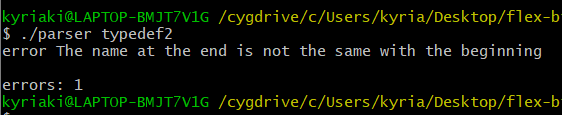 kyriaki@LAPTOP-BMJT7V1G /cygdrive/c/Users/kyria/Desktop/flex-b
$ ./parser typedef2
error The name at the end is not the same with the beginning
errors: 1
kyriaki@LAPTOP-BMJT7V1G /cygdrive/c/Users/kyria/Desktop/flex-b